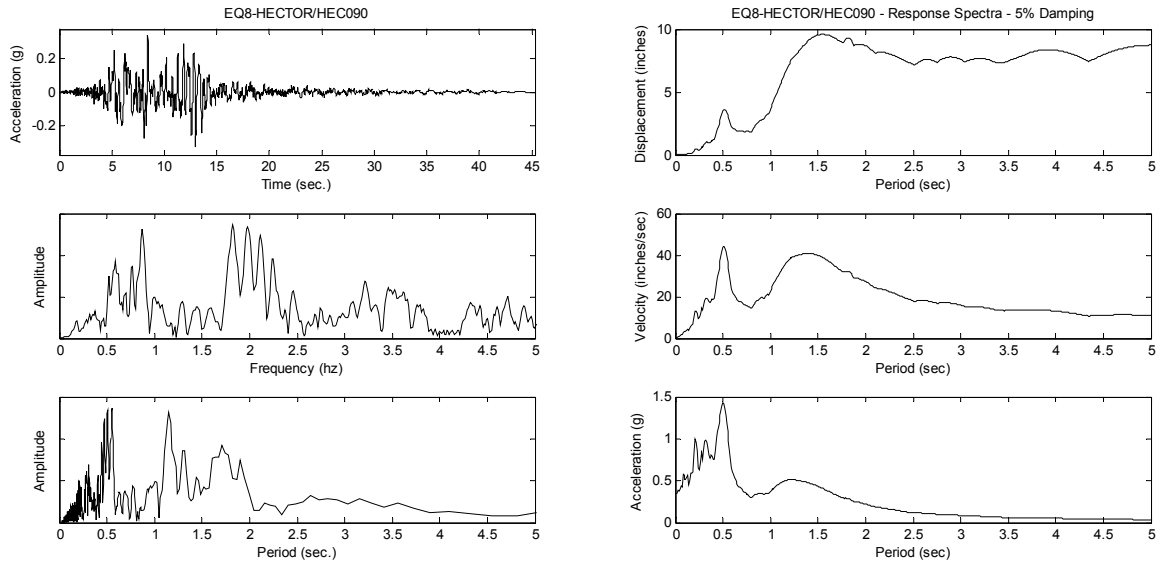 EQ8-HECTOR/HEC090
Acceleration (g)
0.2
0
-0.2
0 5 10 15 20 25 30 35 40 45
Time (sec.)
Amplitude
0 0.5 1 1.5 2 2.5 3 3.5 4 4.5 5
Frequency (hz)
Amplitude
0 0.5 1 1.5 2 2.5 3 3.5 4 4.5 5
Period (sec.)
EQ8-HECTOR/HEC090 - Response Spectra - 5% Damping
Displacement (inches)
10
5
0
0 0.5 1 1.5 2 2.5 3 3.5 4 4.5 5
Period (sec)
Velocity (inches/sec)
60
40
20
0
0 0.5 1 1.5 2 2.5 3 3.5 4 4.5 5
Period (sec)
Acceleration (g)
1.5
1
0.5
0
0 0.5 1 1.5 2 2.5 3 3.5 4 4.5 5
Period (sec)